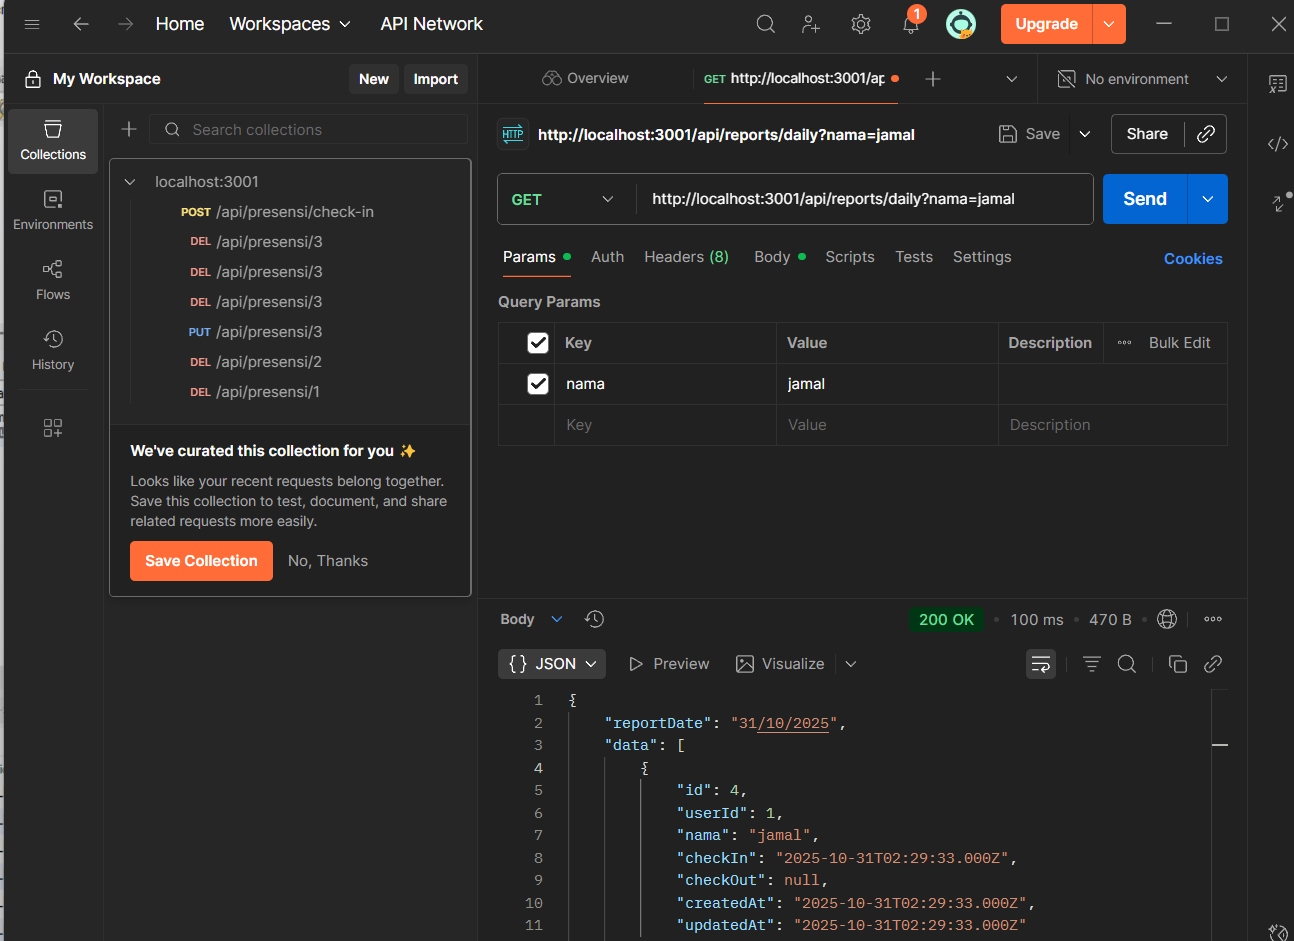 Home Workspaces API Network 1 Upgrade
My Workspace New Import Overview GET http://localhost:3001/ap No environment
Search collections
Collections
Environments
Flows
History
localhost:3001
POST /api/presensi/check-in
DEL /api/presensi/3
DEL /api/presensi/3
DEL /api/presensi/3
PUT /api/presensi/3
DEL /api/presensi/2
DEL /api/presensi/1
We've curated this collection for you ✨
Looks like your recent requests belong together.
Save this collection to test, document, and share
related requests more easily.
Save Collection No, Thanks
HTTP http://localhost:3001/api/reports/daily?nama=jamal Save Share
GET http://localhost:3001/api/reports/daily?nama=jamal Send
Params Auth Headers (8) Body Scripts Tests Settings Cookies
Query Params
Key Value Description Bulk Edit
nama jamal
Key Value Description
Body 200 OK 100 ms 470 B
{} JSON Preview Visualize
1 {
2 "reportDate": "31/10/2025",
3 "data": [
4 {
5 "id": 4,
6 "userId": 1,
7 "nama": "jamal",
8 "checkIn": "2025-10-31T02:29:33.000Z",
9 "checkOut": null,
10 "createdAt": "2025-10-31T02:29:33.000Z",
11 "updatedAt": "2025-10-31T02:29:33.000Z"